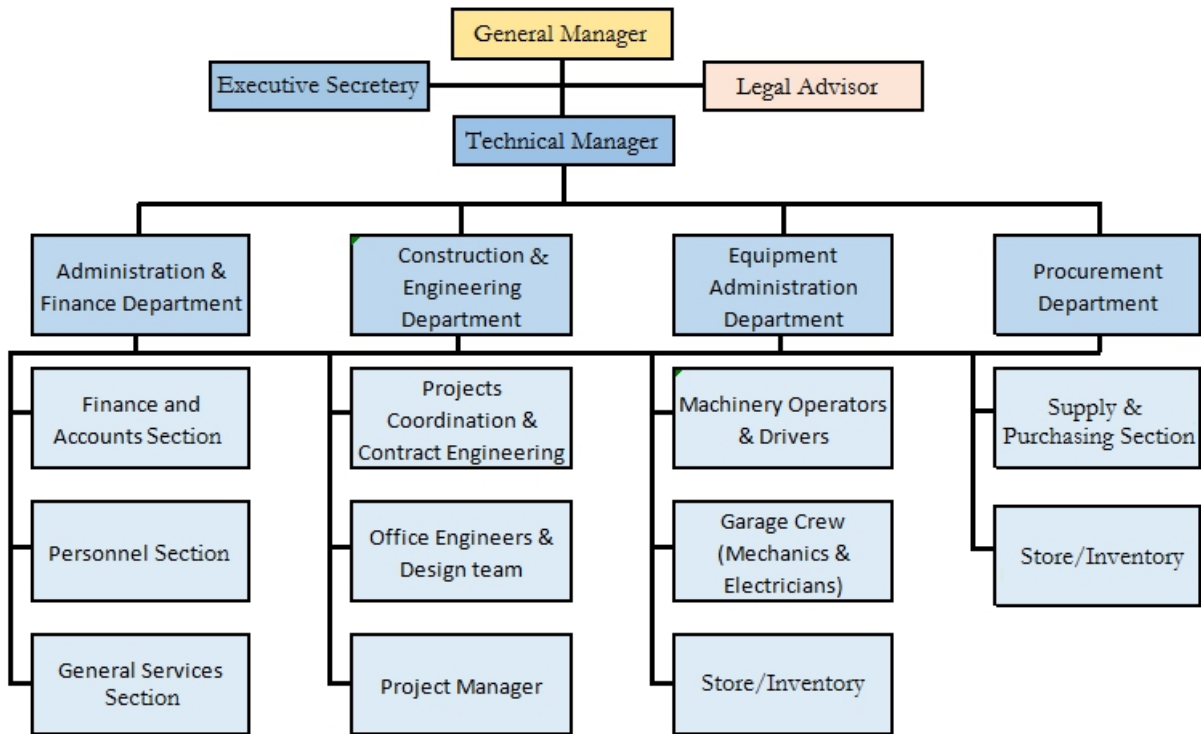 General Manager
Executive Secretery
Legal Advisor
Technical Manager
Administration &
Finance Department
Construction &
Engineering
Department
Equipment
Administration
Department
Procurement
Department
Finance and
Accounts Section
Projects
Coordination &
Contract Engineering
Machinery Operators
& Drivers
Supply &
Purchasing Section
Personnel Section
Office Engineers &
Design team
Garage Crew
(Mechanics &
Electricians)
Store/Inventory
General Services
Section
Project Manager
Store/Inventory